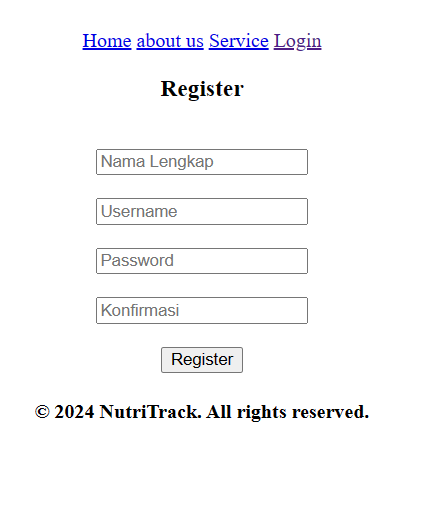 Home about us Service Login
Register
Nama Lengkap
Username
Password
Konfirmasi
Register
© 2024 NutriTrack. All rights reserved.